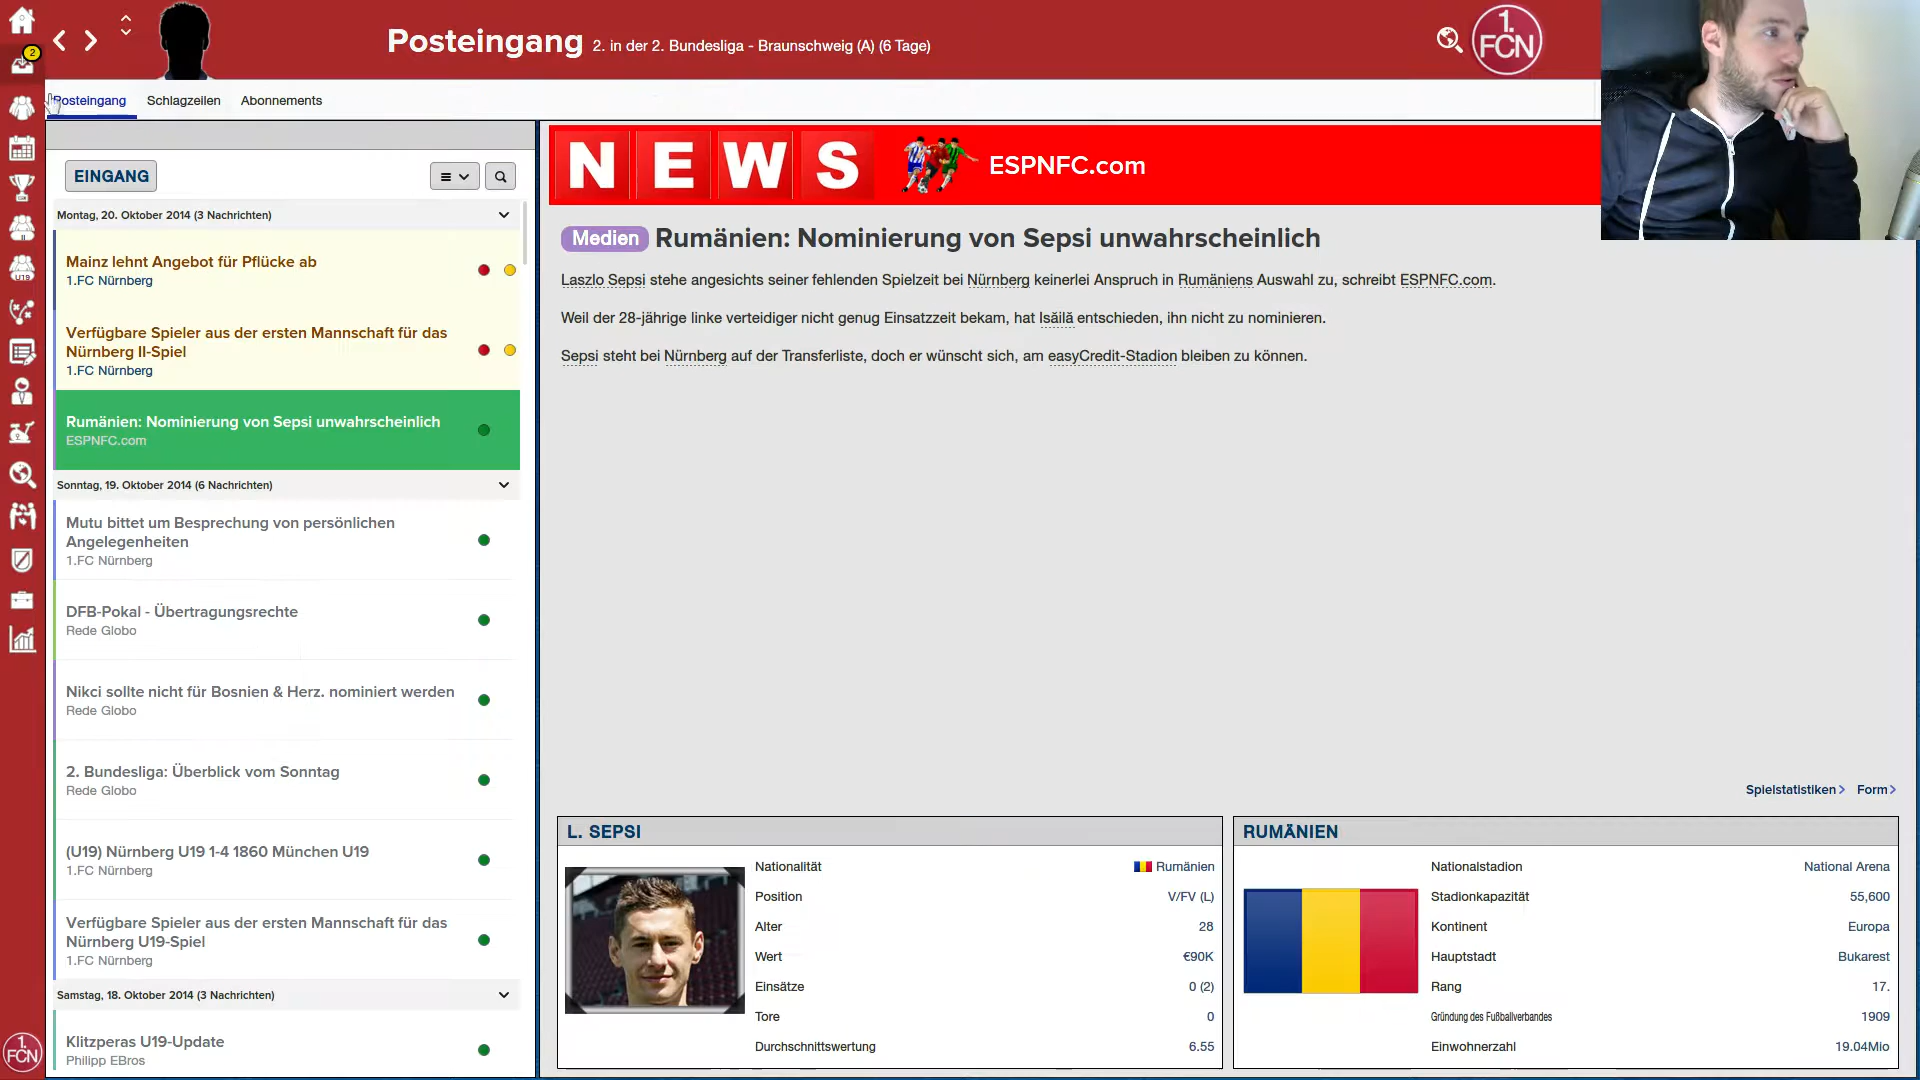 Posteingang 2. in der 2. Bundesliga - Braunschweig (A) (6 Tage)
1.
FCN
2
Posteingang Schlagzeilen Abonnements
EINGANG
Montag, 20. Oktober 2014 (3 Nachrichten)
Mainz lehnt Angebot für Pflücke ab
1.FC Nürnberg
Verfügbare Spieler aus der ersten Mannschaft für das
Nürnberg II-Spiel
1.FC Nürnberg
Rumänien: Nominierung von Sepsi unwahrscheinlich
ESPNFC.com
Sonntag, 19. Oktober 2014 (6 Nachrichten)
Mutu bittet um Besprechung von persönlichen
Angelegenheiten
1.FC Nürnberg
DFB-Pokal - Übertragungsrechte
Rede Globo
Nikci sollte nicht für Bosnien & Herz. nominiert werden
Rede Globo
2. Bundesliga: Überblick vom Sonntag
Rede Globo
(U19) Nürnberg U19 1-4 1860 München U19
1.FC Nürnberg
Verfügbare Spieler aus der ersten Mannschaft für das
Nürnberg U19-Spiel
1.FC Nürnberg
Samstag, 18. Oktober 2014 (3 Nachrichten)
Klitzperas U19-Update
Philipp EBros
II
U19
1.
FCN
NEWS ESPNFC.com
Medien Rumänien: Nominierung von Sepsi unwahrscheinlich
Laszlo Sepsi stehe angesichts seiner fehlenden Spielzeit bei Nürnberg keinerlei Anspruch in Rumäniens Auswahl zu, schreibt ESPNFC.com.
Weil der 28-jährige linke verteidiger nicht genug Einsatzzeit bekam, hat Isăilă entschieden, ihn nicht zu nominieren.
Sepsi steht bei Nürnberg auf der Transferliste, doch er wünscht sich, am easyCredit-Stadion bleiben zu können.
Spielstatistiken Form
L. SEPSI
Nationalität Rumänien
Position V/FV (L)
Alter 28
Wert €90K
Einsätze 0 (2)
Tore 0
Durchschnittswertung 6.55
RUMÄNIEN
Nationalstadion National Arena
Stadionkapazität 55,600
Kontinent Europa
Hauptstadt Bukarest
Rang 17.
Gründung des Fußballverbandes 1909
Einwohnerzahl 19.04Mio